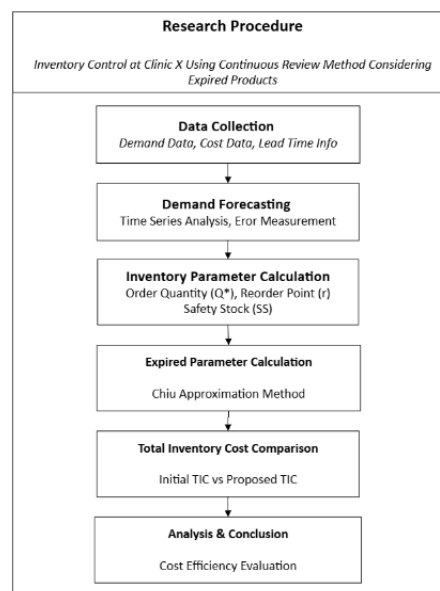 Research Procedure
Inventory Control at Clinic X Using Continuous Review Method Considering
Expired Products
Data Collection
Demand Data, Cost Data, Lead Time Info
Demand Forecasting
Time Series Analysis, Eror Measurement
Inventory Parameter Calculation
Order Quantity (Q*), Reorder Point (r)
Safety Stock (SS)
Expired Parameter Calculation
Chiu Approximation Method
Total Inventory Cost Comparison
Initial TIC vs Proposed TIC
Analysis & Conclusion
Cost Efficiency Evaluation